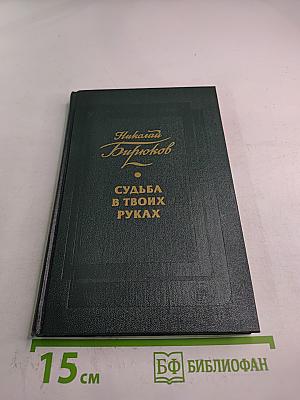 Николай
Бирюков
СУДЬБА
В ТВОИХ
РУКАХ
15 см
БФ БИБЛИОФАН